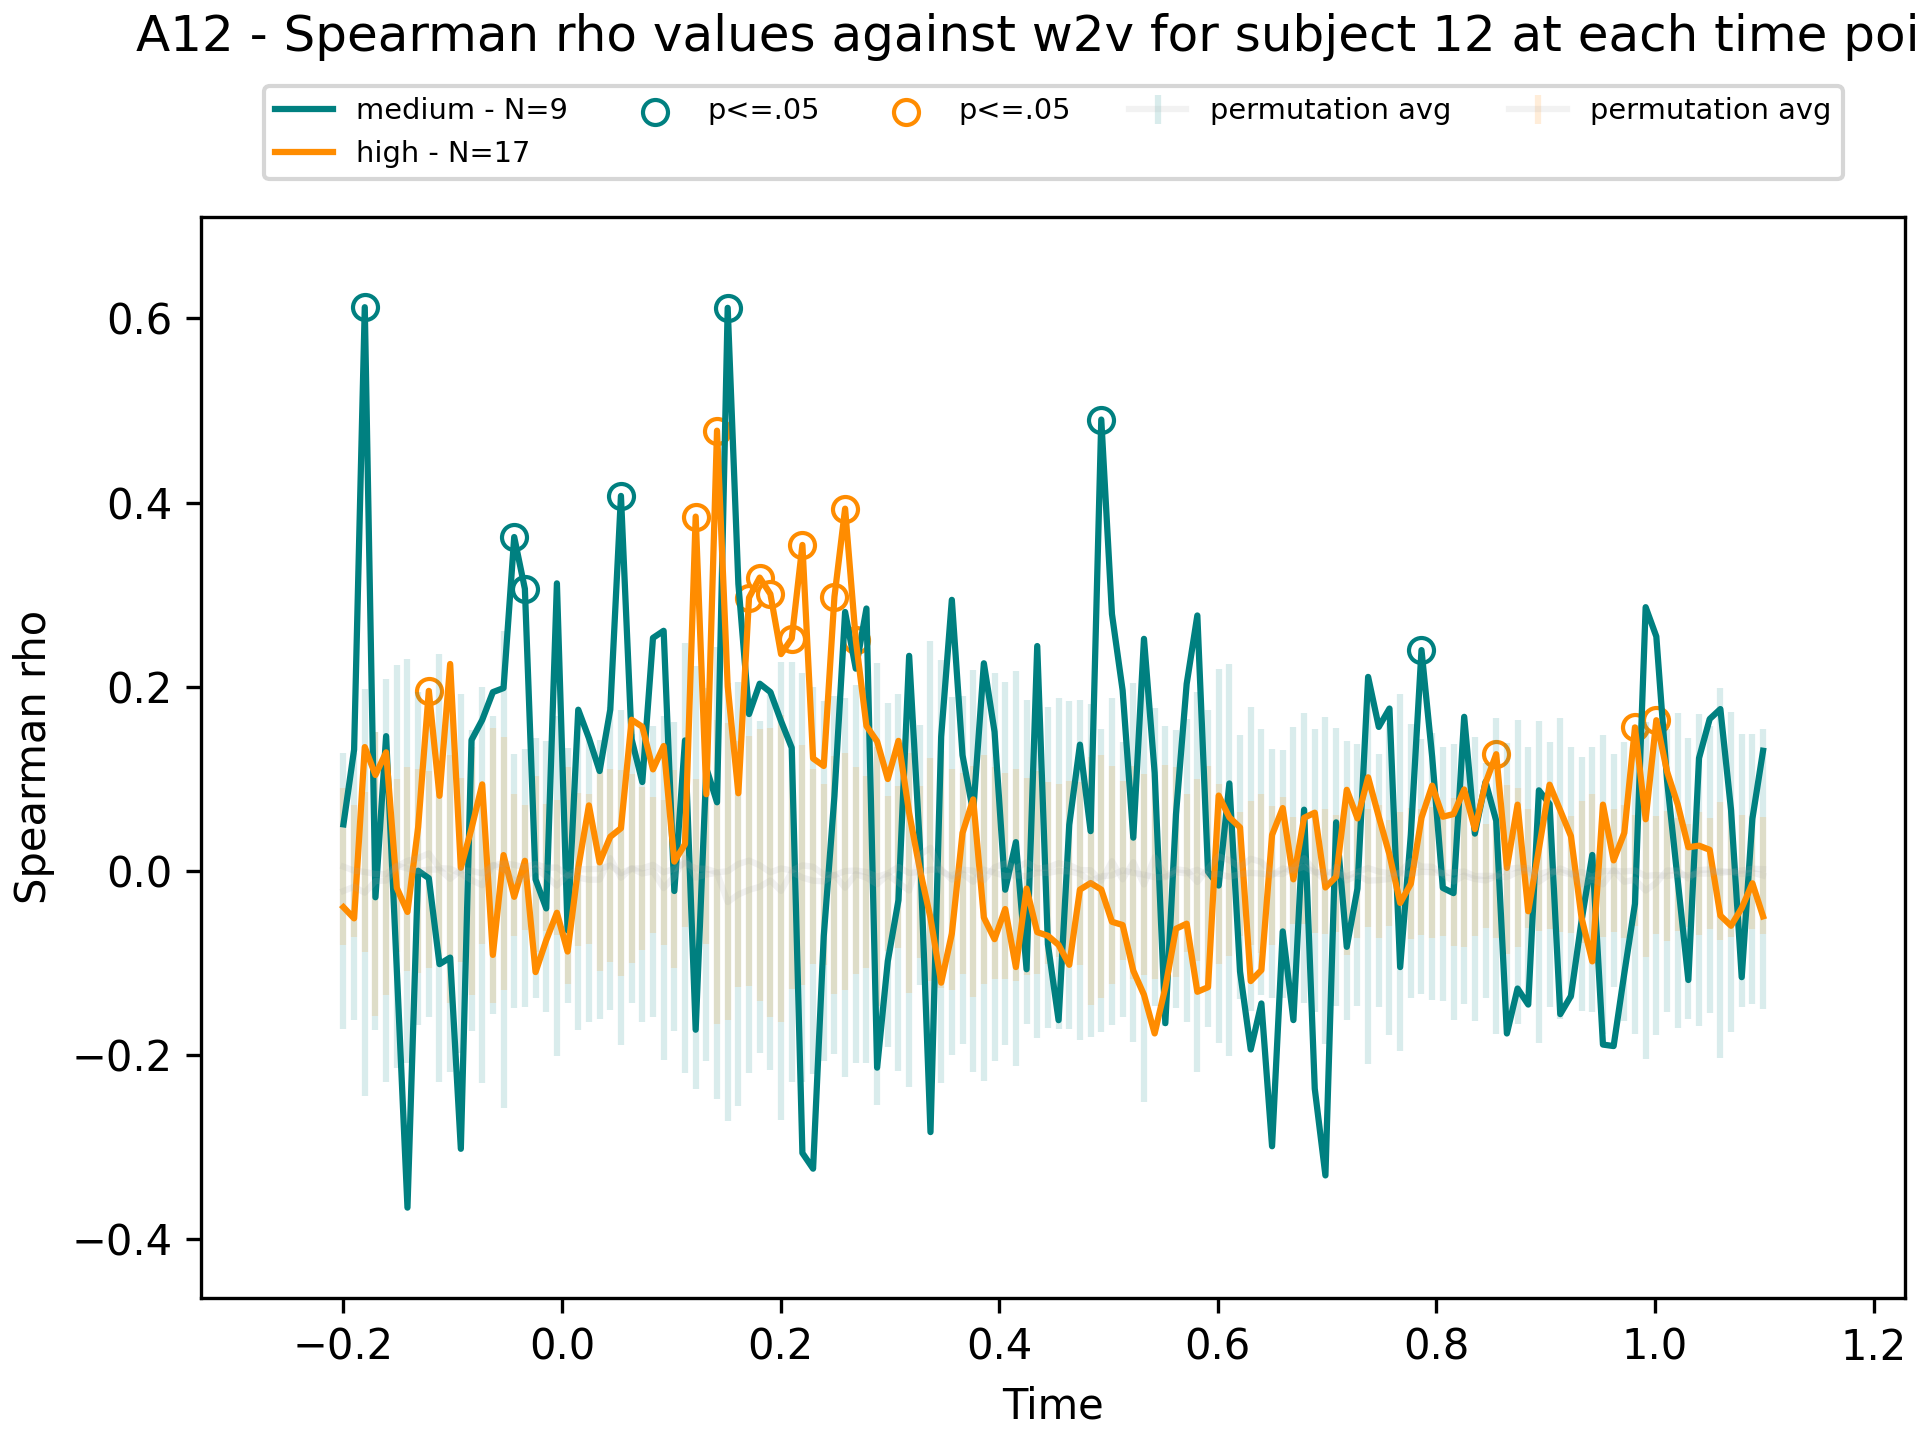 A12 - Spearman rho values against w2v for subject 12 at each time poi
medium - N=9
high - N=17
p<=.05
p<=.05
permutation avg
permutation avg
Spearman rho
0.6
0.4
0.2
0.0
−0.2
−0.4
−0.2 0.0 0.2 0.4 0.6 0.8 1.0 1.2
Time